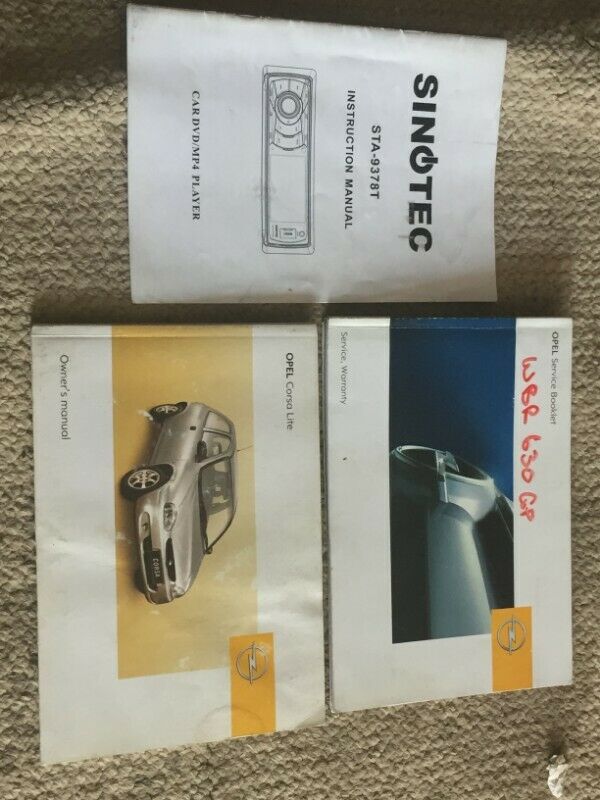 SINOTEC
STA-9378T
INSTRUCTION MANUAL
CAR DVD/MP4 PLAYER
OPEL Service Booklet
WBR 630 GP
Service, Warranty
OPEL Corsa Lite
CORSA
Owner's manual